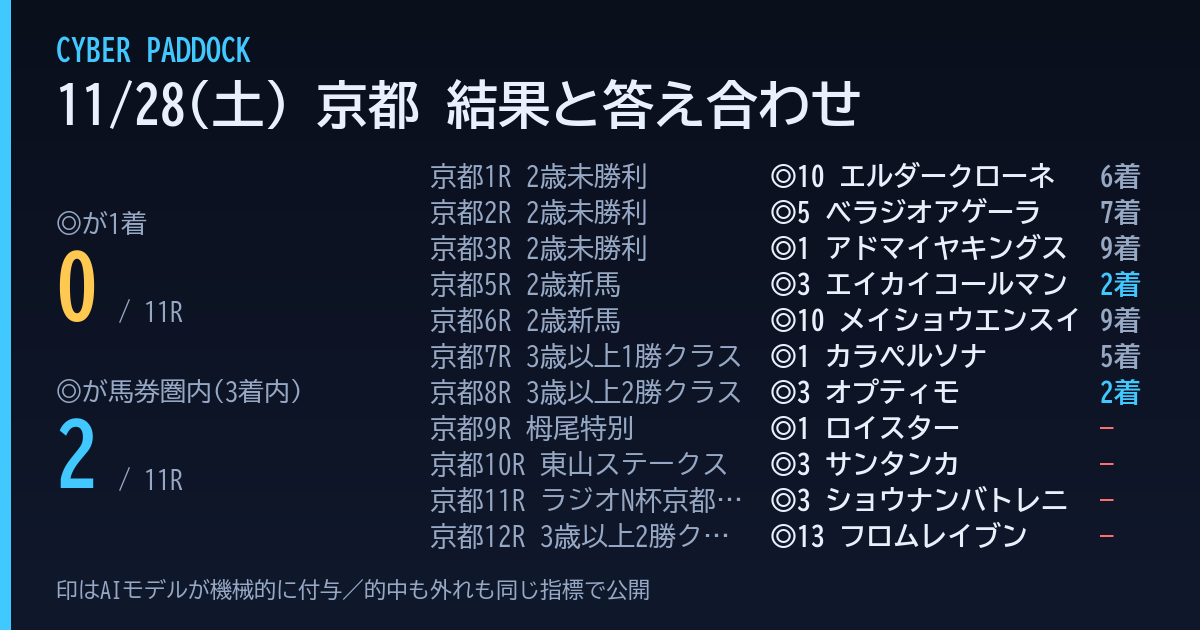 CYBER PADDOCK
11/28(土) 京都 結果と答え合わせ
◎が1着
0 / 11R
◎が馬券圏内(3着内)
2 / 11R
京都1R 2歳未勝利 ◎10 エルダークローネ 6着
京都2R 2歳未勝利 ◎5 ベラジオアゲーラ 7着
京都3R 2歳未勝利 ◎1 アドマイヤキングス 9着
京都5R 2歳新馬 ◎3 エイカイコールマン 2着
京都6R 2歳新馬 ◎10 メイショウエンスイ 9着
京都7R 3歳以上1勝クラス ◎1 カラペルソナ 5着
京都8R 3歳以上2勝クラス ◎3 オプティモ 2着
京都9R 栂尾特別 ◎1 ロイスター –
京都10R 東山ステークス ◎3 サンタンカ –
京都11R ラジオN杯京都… ◎3 ショウナンバトレニ –
京都12R 3歳以上2勝ク… ◎13 フロムレイブン –
印はAIモデルが機械的に付与／的中も外れも同じ指標で公開